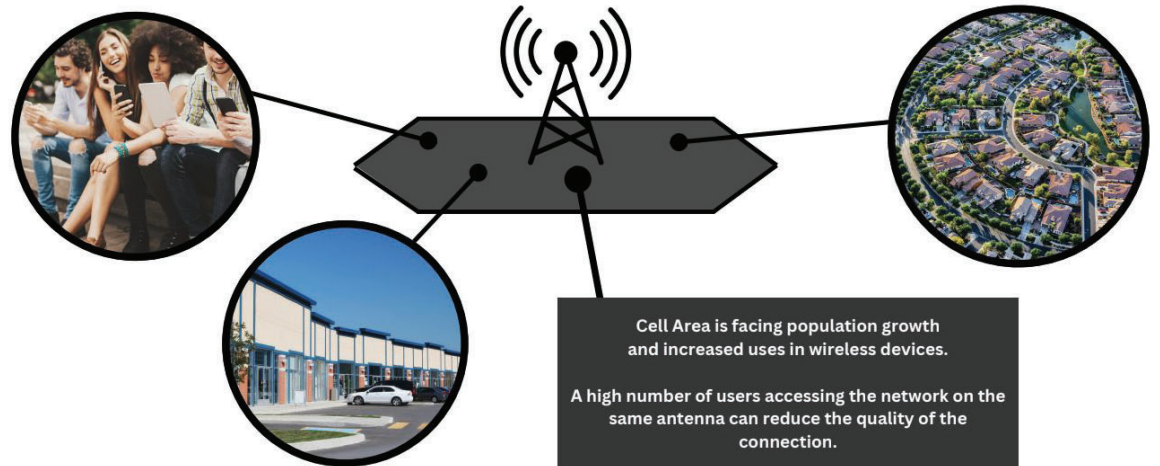 Cell Area is facing population growth
and increased uses in wireless devices.
A high number of users accessing the network on the
same antenna can reduce the quality of the
connection.